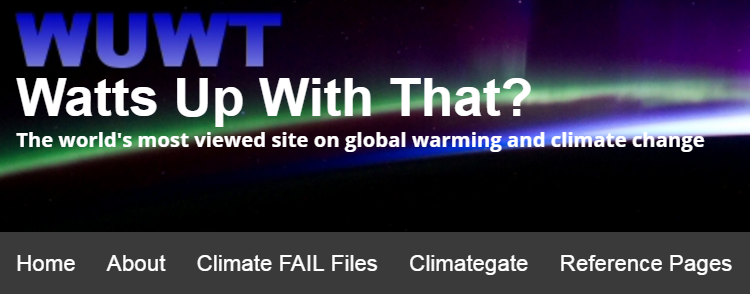 WUWT
Watts Up With That?
The world's most viewed site on global warming and climate change
Home About Climate FAIL Files Climategate Reference Pages